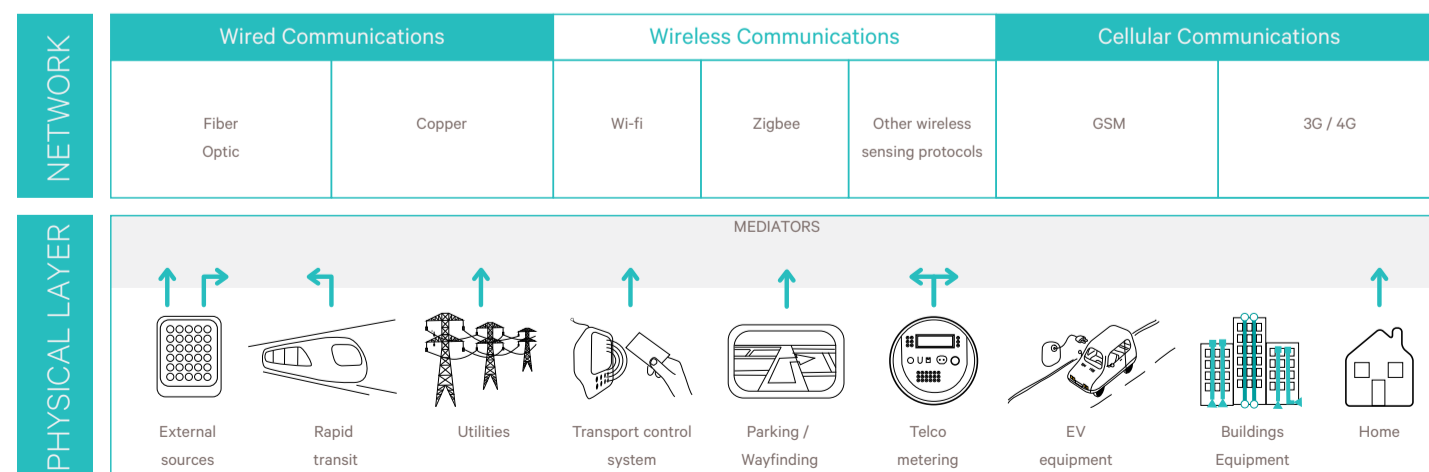 NETWORK
Wired Communications
Wireless Communications
Cellular Communications
Fiber
Optic
Copper
Wi-fi
Zigbee
Other wireless
sensing protocols
GSM
3G / 4G
PHYSICAL LAYER
MEDIATORS
External
sources
Rapid
transit
Utilities
Transport control
system
Parking /
Wayfinding
Telco
metering
EV
equipment
Buildings
Equipment
Home